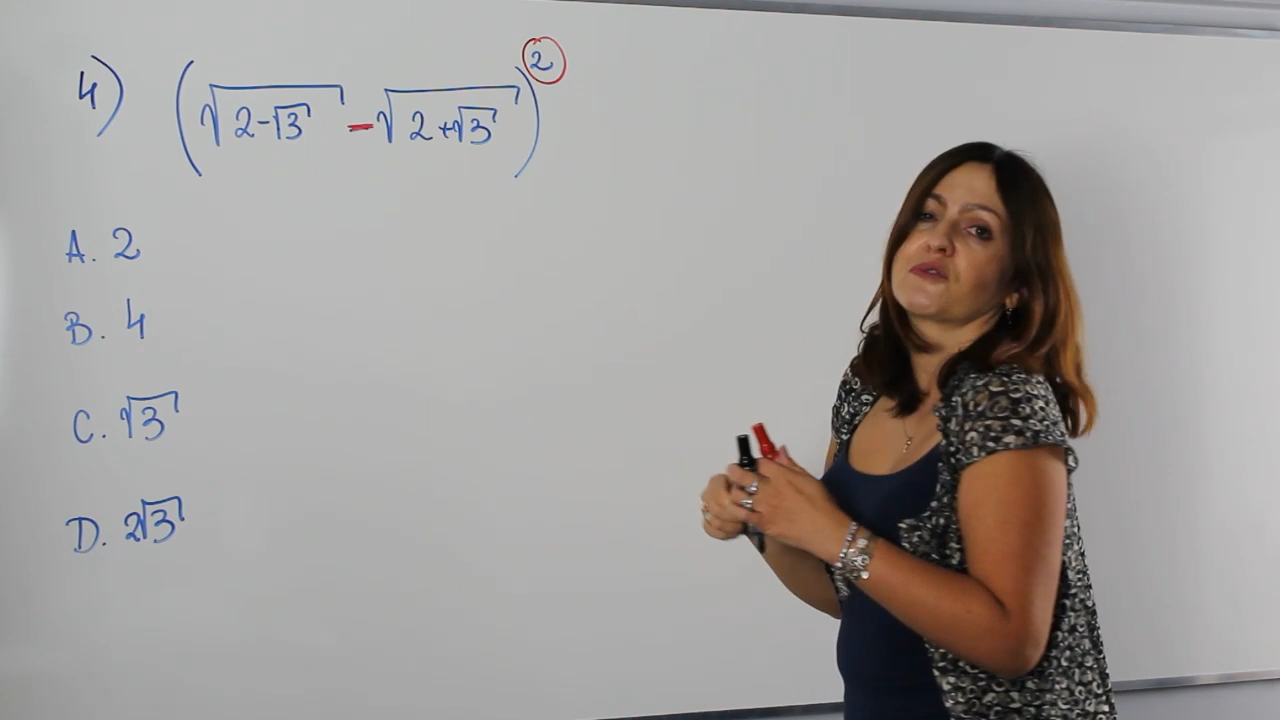 4) (√(2-√3) - √(2+√3))²
A. 2
B. 4
C. √3
D. 2√3